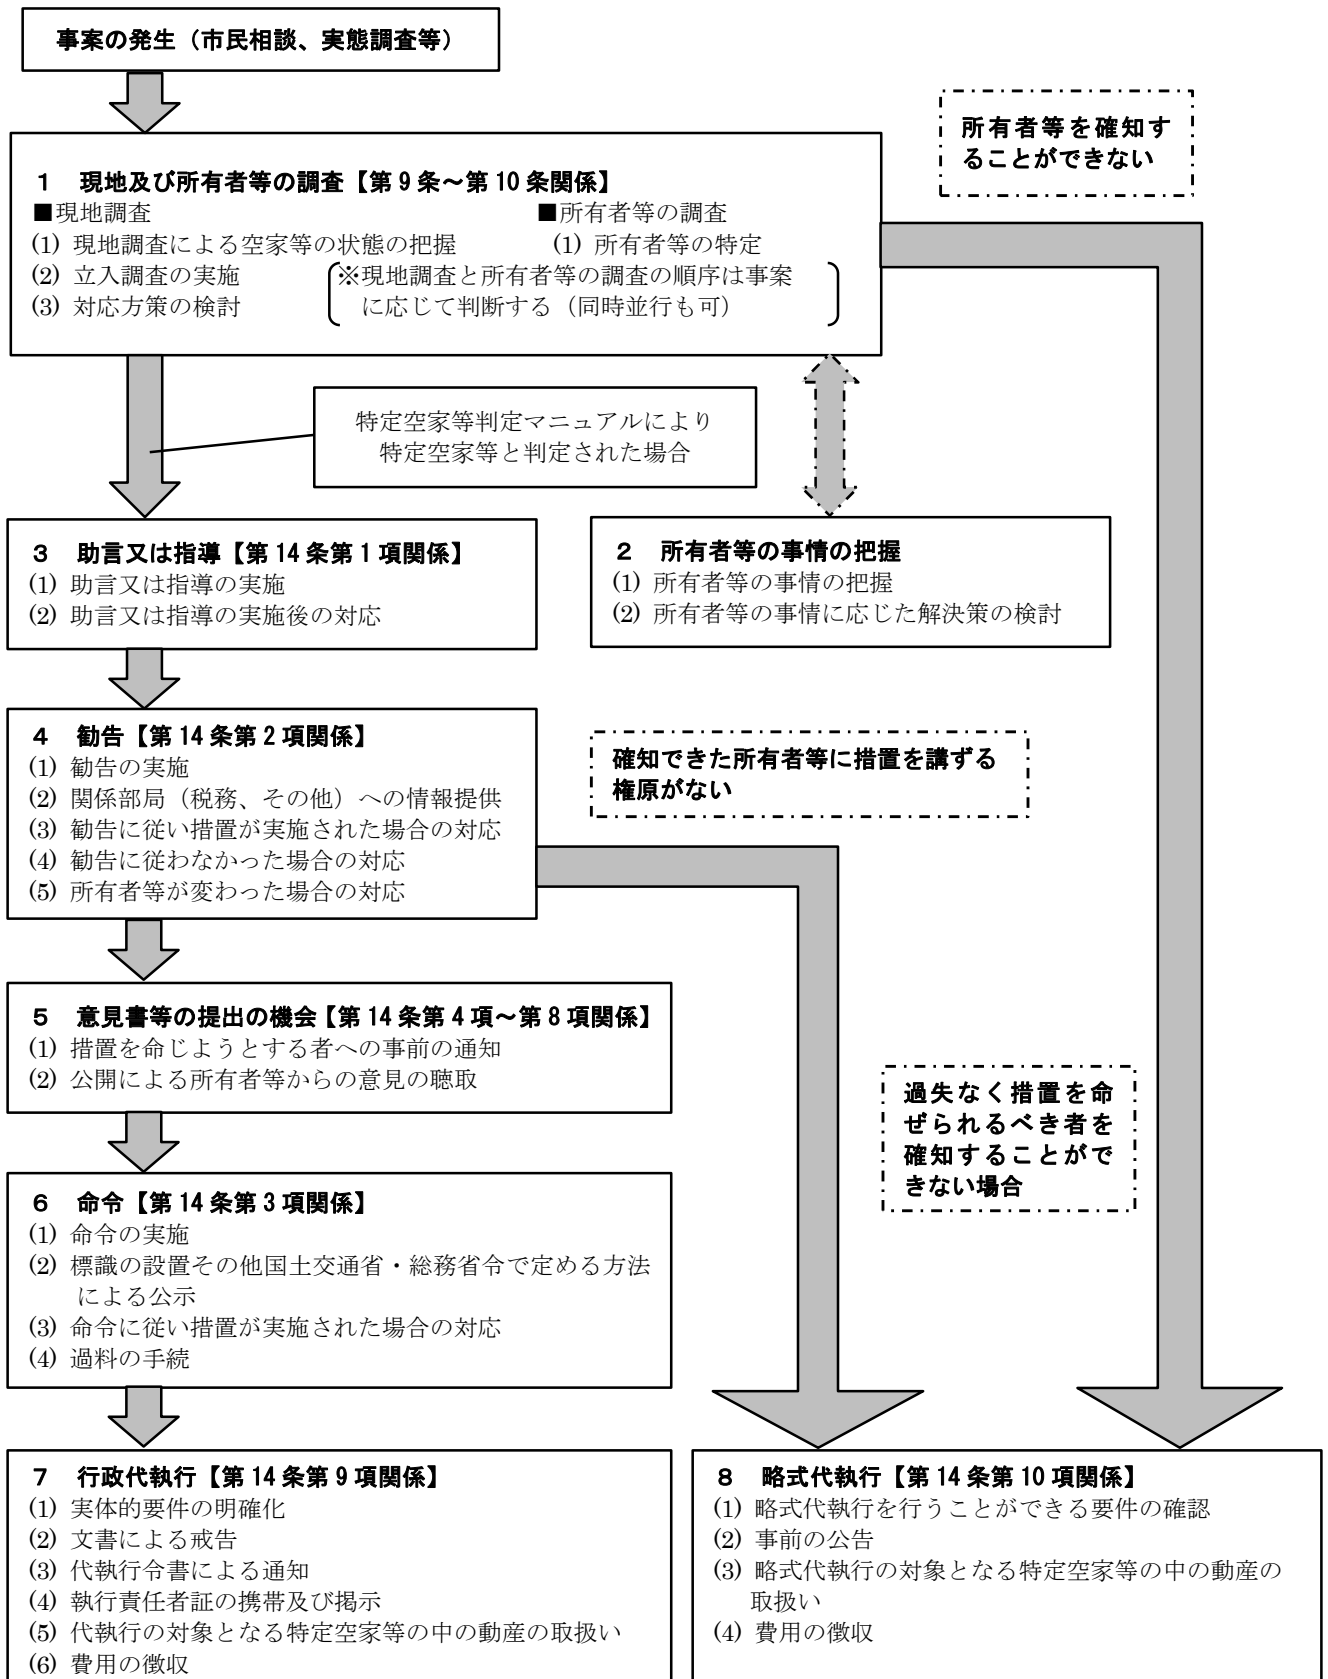 事案の発生（市民相談、実態調査等）
所有者等を確知す
ることができない
１　現地及び所有者等の調査【第 9 条～第 10 条関係】
■現地調査
(1) 現地調査による空家等の状態の把握
(2) 立入調査の実施
(3) 対応方策の検討
■所有者等の調査
(1) 所有者等の特定
※現地調査と所有者等の調査の順序は事案
に応じて判断する（同時並行も可）
特定空家等判定マニュアルにより
特定空家等と判定された場合
３　助言又は指導【第 14 条第 1 項関係】
(1) 助言又は指導の実施
(2) 助言又は指導の実施後の対応
２　所有者等の事情の把握
(1) 所有者等の事情の把握
(2) 所有者等の事情に応じた解決策の検討
４　勧告【第 14 条第 2 項関係】
(1) 勧告の実施
(2) 関係部局（税務、その他）への情報提供
(3) 勧告に従い措置が実施された場合の対応
(4) 勧告に従わなかった場合の対応
(5) 所有者等が変わった場合の対応
確知できた所有者等に措置を講ずる
権原がない
５　意見書等の提出の機会【第 14 条第 4 項～第 8 項関係】
(1) 措置を命じようとする者への事前の通知
(2) 公開による所有者等からの意見の聴取
過失なく措置を命
ぜられるべき者を
確知することがで
きない場合
６　命令【第 14 条第 3 項関係】
(1) 命令の実施
(2) 標識の設置その他国土交通省・総務省令で定める方法
による公示
(3) 命令に従い措置が実施された場合の対応
(4) 過料の手続
７　行政代執行【第 14 条第 9 項関係】
(1) 実体的要件の明確化
(2) 文書による戒告
(3) 代執行令書による通知
(4) 執行責任者証の携帯及び掲示
(5) 代執行の対象となる特定空家等の中の動産の取扱い
(6) 費用の徴収
８　略式代執行【第 14 条第 10 項関係】
(1) 略式代執行を行うことができる要件の確認
(2) 事前の公告
(3) 略式代執行の対象となる特定空家等の中の動産の
取扱い
(4) 費用の徴収